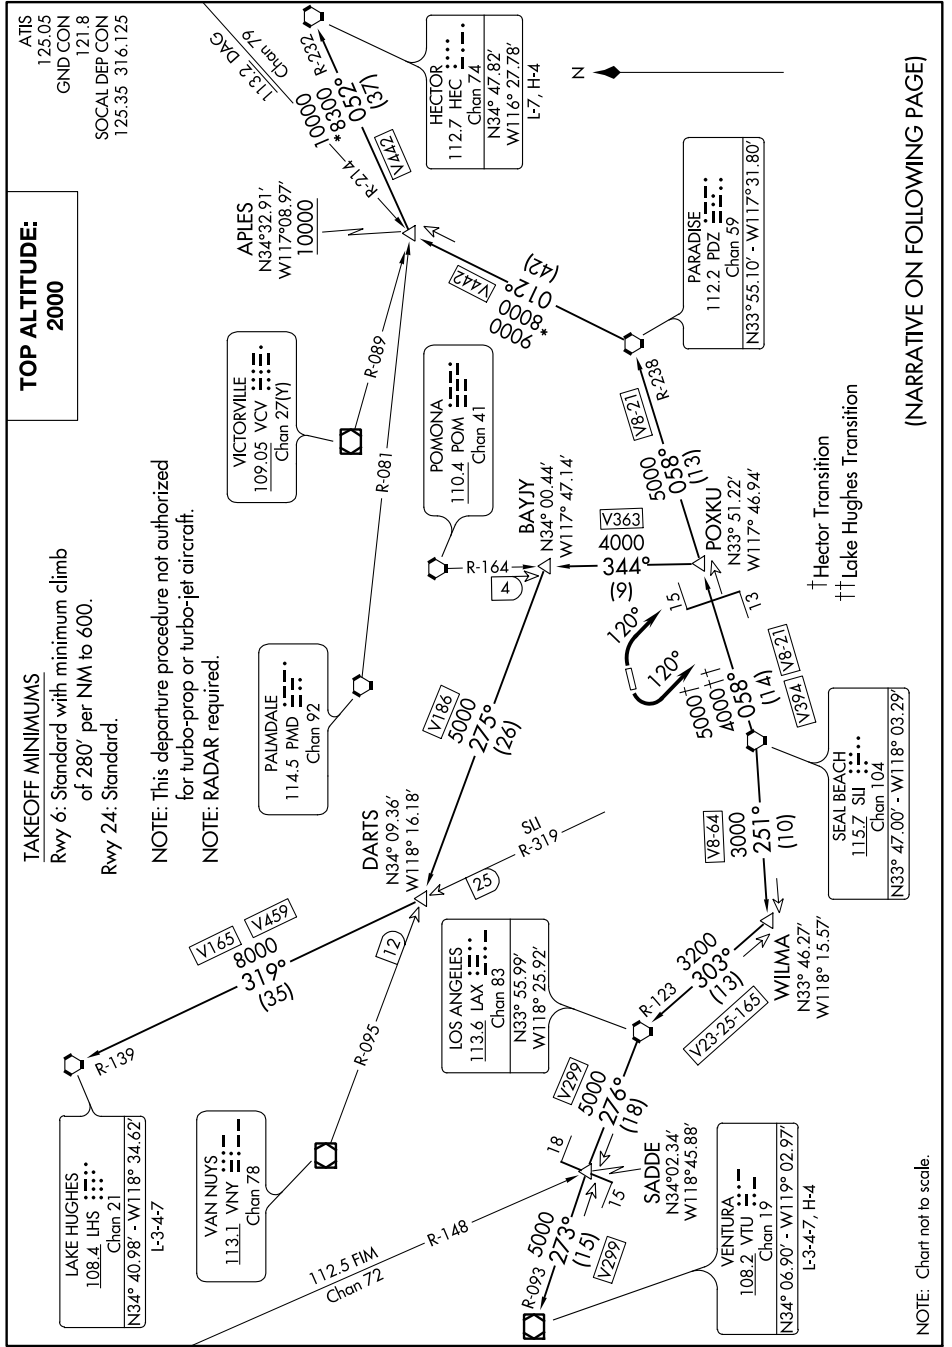 TAKEOFF MINIMUMS
Rwy 6: Standard with minimum climb
of 280' per NM to 600.
Rwy 24: Standard.
NOTE: This departure procedure not authorized
for turbo-prop or turbo-jet aircraft.
NOTE: RADAR required.
TOP ALTITUDE:
2000
ATIS
125.05
GND CON
121.8
SOCAL DEP CON
125.35 316.125
LAKE HUGHES
108.4 LHS
Chan 21
N34° 40.98' - W118° 34.62'
L-3-4-7
R-139
V165
V459
8000
319°
(35)
VAN NUYS
113.1 VNY
Chan 78
R-095
12
DARTS
N34° 09.36'
W118° 16.18'
25
SLI
R-319
PALMDALE
114.5 PMD
Chan 92
R-081
VICTORVILLE
109.05 VCV
Chan 27(Y)
R-089
APLES
N34°32.91'
W117°08.97'
10000
113.2 DAG
Chan 79
R-214
10000
*8300
052°
(37)
R-232
V442
HECTOR
112.7 HEC
Chan 74
N34° 47.82'
W116° 27.78'
L-7, H-4
N
POMONA
110.4 POM
Chan 41
R-164
4
BAYJY
N34° 00.44'
W117° 47.14'
V186
5000
275°
(26)
V442
9000
*8000
012°
(42)
PARADISE
112.2 PDZ
Chan 59
N33°55.10' - W117°31.80'
R-238
V8-21
5000
058°
(13)
V363
4000
344°
(9)
POXKU
N33° 51.22'
W117° 46.94'
15
13
120°
120°
5000†
4000††
058°
(14)
V394
V8-21
†Hector Transition
††Lake Hughes Transition
SEAL BEACH
115.7 SLI
Chan 104
N33° 47.00' - W118° 03.29'
V8-64
3000
251°
(10)
WILMA
N33° 46.27'
W118° 15.57'
3200
303°
(13)
V23-25-165
R-123
LOS ANGELES
113.6 LAX
Chan 83
N33° 55.99'
W118° 25.92'
V299
5000
276°
(18)
18
15
SADDE
N34°02.34'
W118°45.88'
112.5 FIM
Chan 72
R-148
R-093
5000
273°
(15)
V299
VENTURA
108.2 VTU
Chan 19
N34° 06.90' - W119° 02.97'
L-3-4-7, H-4
NOTE: Chart not to scale.
(NARRATIVE ON FOLLOWING PAGE)